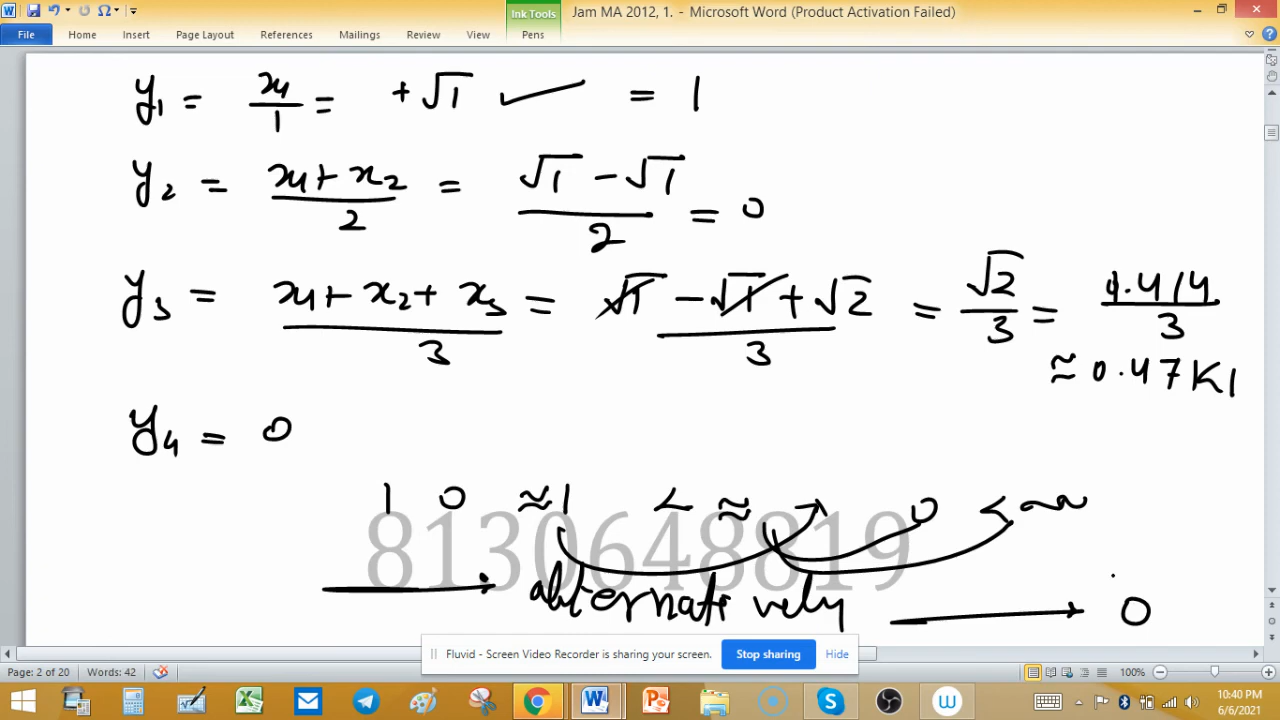 Jam MA 2012, 1. - Microsoft Word (Product Activation Failed)
Ink Tools
File Home Insert Page Layout References Mailings Review View Pens
y₁ = x₁/1 = +√1 ✓ = 1
y₂ = (x₁ + x₂)/2 = (√1 - √1)/2 = 0
y₃ = (x₁ + x₂ + x₃)/3 = (√1 - √1 + √2)/3 = √2/3 = 1.414/3
≈ 0.47 < 1
y₄ = 0
1 0 ≈1 < ≈ 0 <
8130648819
alternatively → 0
Fluvid - Screen Video Recorder is sharing your screen. Stop sharing Hide
Page: 2 of 20 Words: 42 100%
10:40 PM
6/6/2021